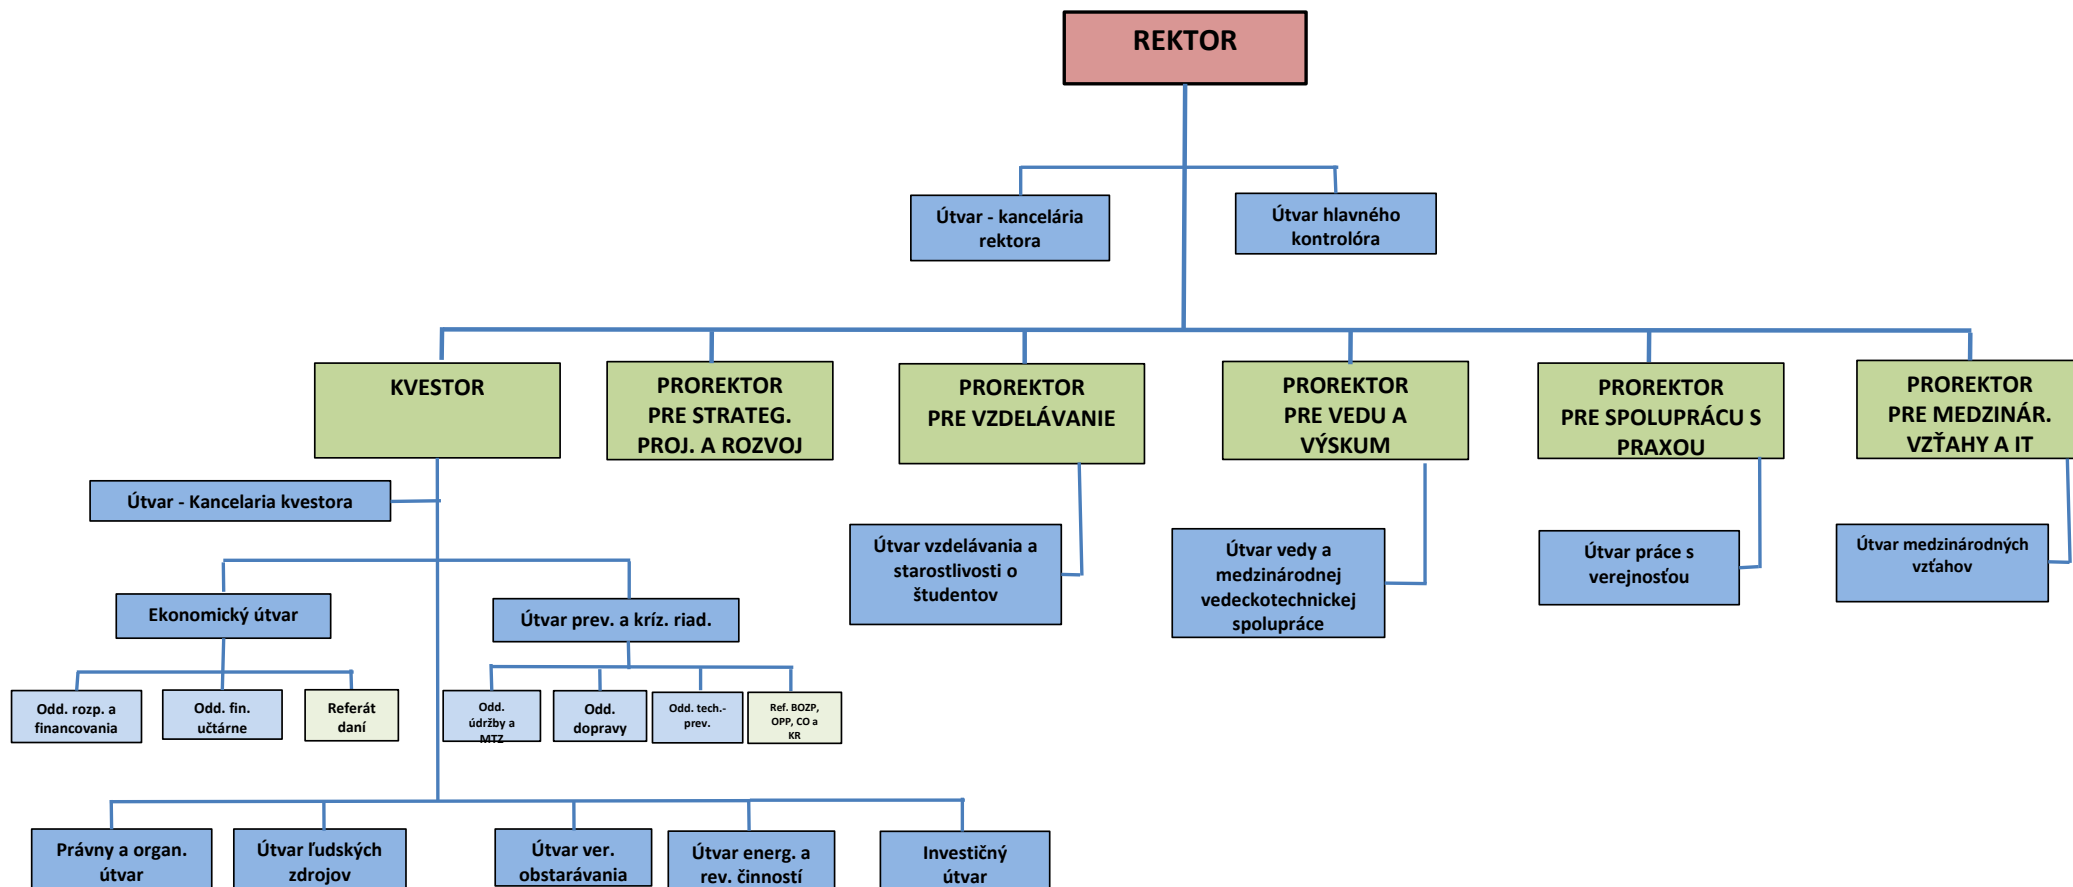 REKTOR
Útvar - kancelária
rektora
Útvar hlavného
kontrolóra
KVESTOR
PROREKTOR
PRE STRATEG.
PROJ. A ROZVOJ
PROREKTOR
PRE VZDELÁVANIE
PROREKTOR
PRE VEDU A
VÝSKUM
PROREKTOR
PRE SPOLUPRÁCU S
PRAXOU
PROREKTOR
PRE MEDZINÁR.
VZŤAHY A IT
Útvar - Kancelaria kvestora
Útvar vzdelávania a
starostlivosti o
študentov
Útvar vedy a
medzinárodnej
vedeckotechnickej
spolupráce
Útvar práce s
verejnosťou
Útvar medzinárodných
vzťahov
Ekonomický útvar
Útvar prev. a kríz. riad.
Odd. rozp. a
financovania
Odd. fin.
učtárne
Referát
daní
Odd.
údržby a
MTZ
Odd.
dopravy
Odd. tech.-
prev.
Ref. BOZP,
OPP, CO a
KR
Právny a organ.
útvar
Útvar ľudských
zdrojov
Útvar ver.
obstarávania
Útvar energ. a
rev. činností
Investičný
útvar